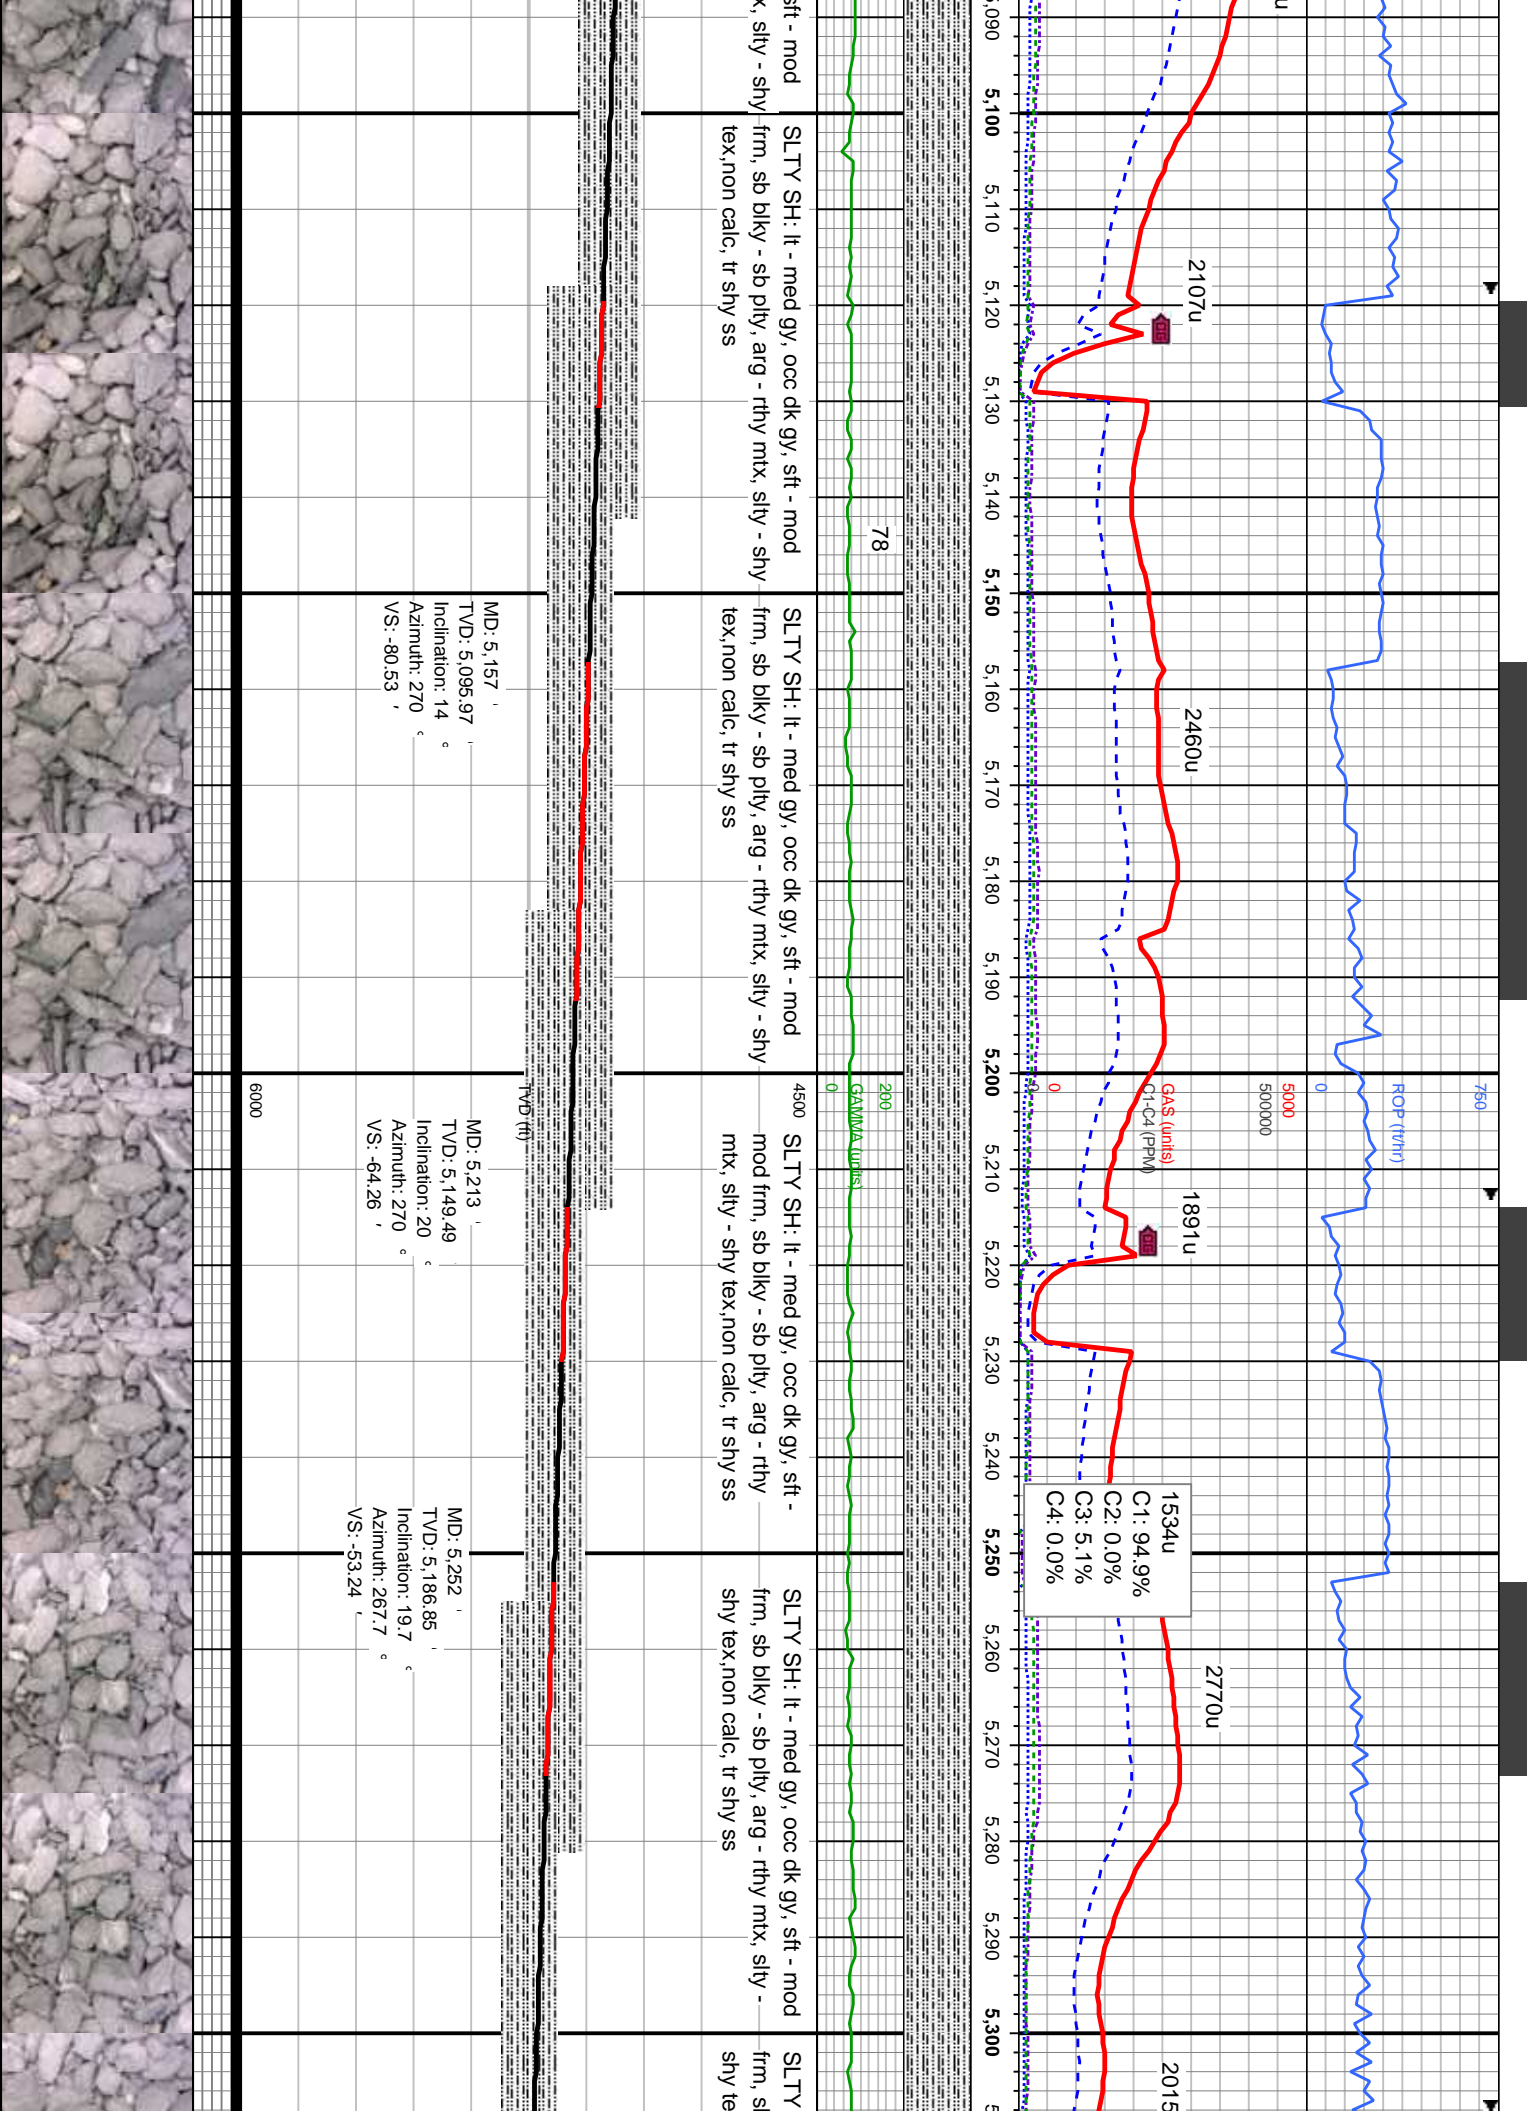 sft - mod
x, slty - shy
SLTY SH: lt - med gy, occ dk gy, sft - mod
frm, sb blky - sb plty, arg - rthy mtx, slty - shy
tex,non calc, tr shy ss
SLTY SH: lt - med gy, occ dk gy, sft - mod
frm, sb blky - sb plty, arg - rthy mtx, slty - shy
tex,non calc, tr shy ss
SLTY SH: lt - med gy, occ dk gy, sft -
mod frm, sb blky - sb plty, arg - rthy
mtx, slty - shy tex,non calc, tr shy ss
SLTY SH: lt - med gy, occ dk gy, sft - mod
frm, sb blky - sb plty, arg - rthy mtx, slty -
shy tex,non calc, tr shy ss
SLTY
frm, sl
shy te
MD: 5,157 '
TVD: 5,095.97 '
Inclination: 14 °
Azimuth: 270 °
VS: -80.53 '
MD: 5,213 '
TVD: 5,149.49 '
Inclination: 20 °
Azimuth: 270 °
VS: -64.26 '
MD: 5,252 '
TVD: 5,186.85 '
Inclination: 19.7 °
Azimuth: 267.7 °
VS: -53.24 '
750
ROP (ft/hr)
0
5000
500000
GAS (units)
C1-C4 (PPM)
0
0
200
GAMMA (units)
0
4500
TVD (ft)
6000
78
u
2107u
2460u
1891u
1534u
C1: 94.9%
C2: 0.0%
C3: 5.1%
C4: 0.0%
2770u
2015
5,090
5,100
5,110
5,120
5,130
5,140
5,150
5,160
5,170
5,180
5,190
5,200
5,210
5,220
5,230
5,240
5,250
5,260
5,270
5,280
5,290
5,300